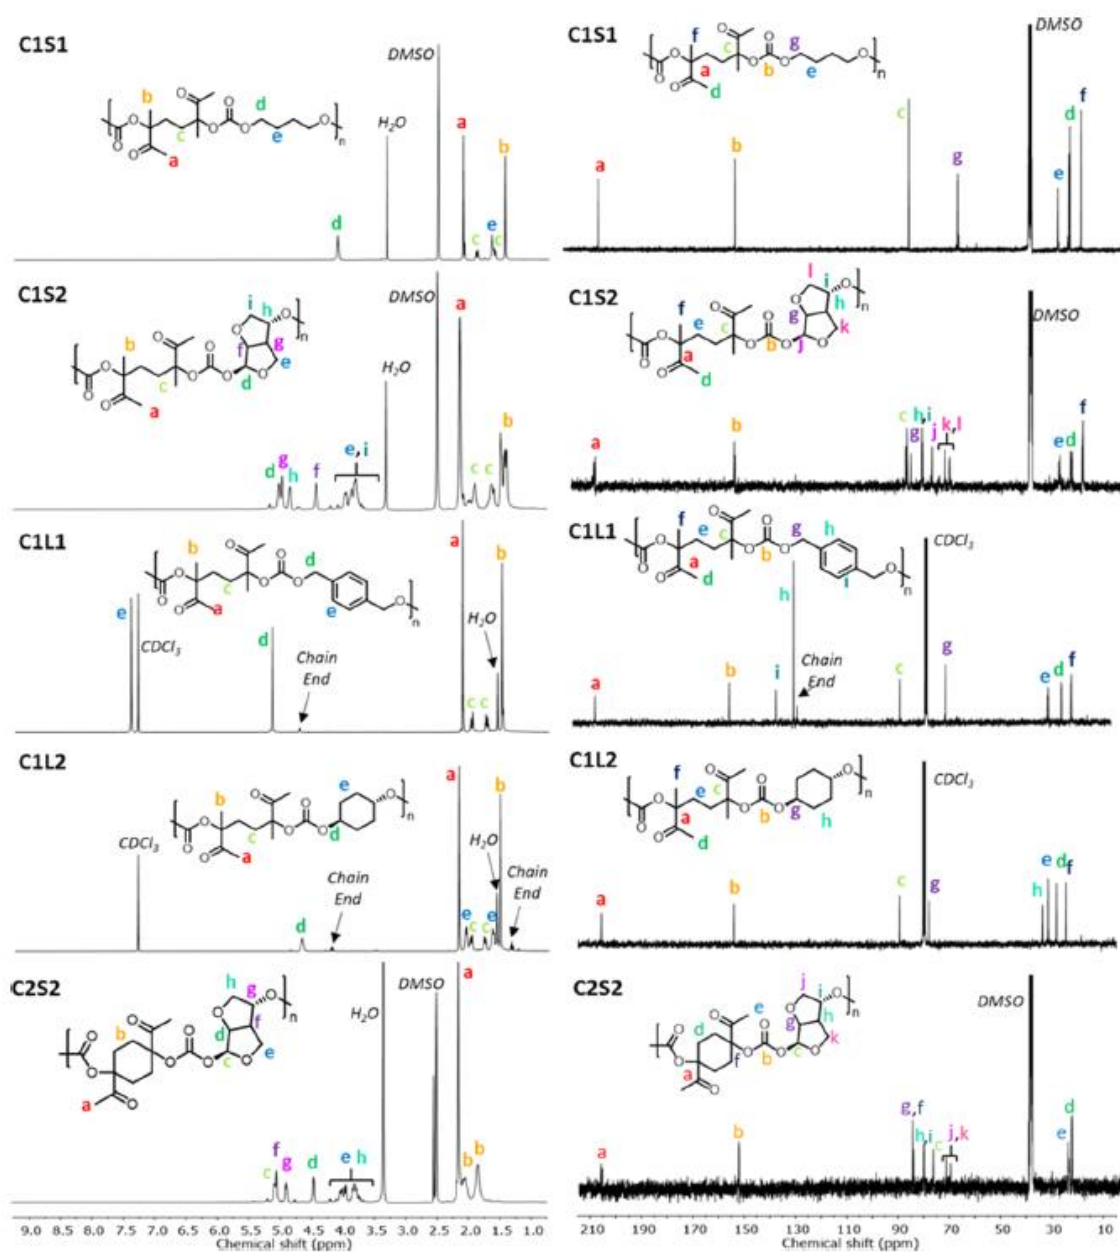 C1S1
b
d
c
e
a
n
H2O
DMSO
d
a
c
e
c
b
C1S1
f
c
g
a
d
b
e
n
DMSO
a
b
c
g
e
d
f
C1S2
i
h
b
f
g
e
c
d
a
n
H2O
DMSO
d
g
h
f
e,i
a
c
c
b
C1S2
l
i
h
f
e
c
g
k
a
b
j
d
n
DMSO
a
b
c
h,i
g
j
k,l
e
d
f
C1L1
b
d
c
e
a
n
e
CDCl3
d
Chain
End
H2O
a
c
c
b
C1L1
f
e
c
g
h
a
b
i
d
n
CDCl3
a
b
i
h
Chain
End
c
g
e
d
f
C1L2
e
b
c
d
a
n
CDCl3
d
Chain
End
H2O
Chain
End
a
e
c
c
e
b
C1L2
f
e
c
g
a
b
h
d
n
CDCl3
a
b
c
g
h
e
d
f
C2S2
h
g
b
d
f
e
c
a
n
H2O
DMSO
c
f
g
d
e
h
a
b
b
9.0 8.5 8.0 7.5 7.0 6.5 6.0 5.5 5.0 4.5 4.0 3.5 3.0 2.5 2.0 1.5 1.0
Chemical shift (ppm)
C2S2
j
i
e
d
g
h
k
f
b
c
a
n
DMSO
a
b
g,f
h,i
c
j,k
e
d
210 190 170 150 130 110 90 70 50 30 10
Chemical shift (ppm)